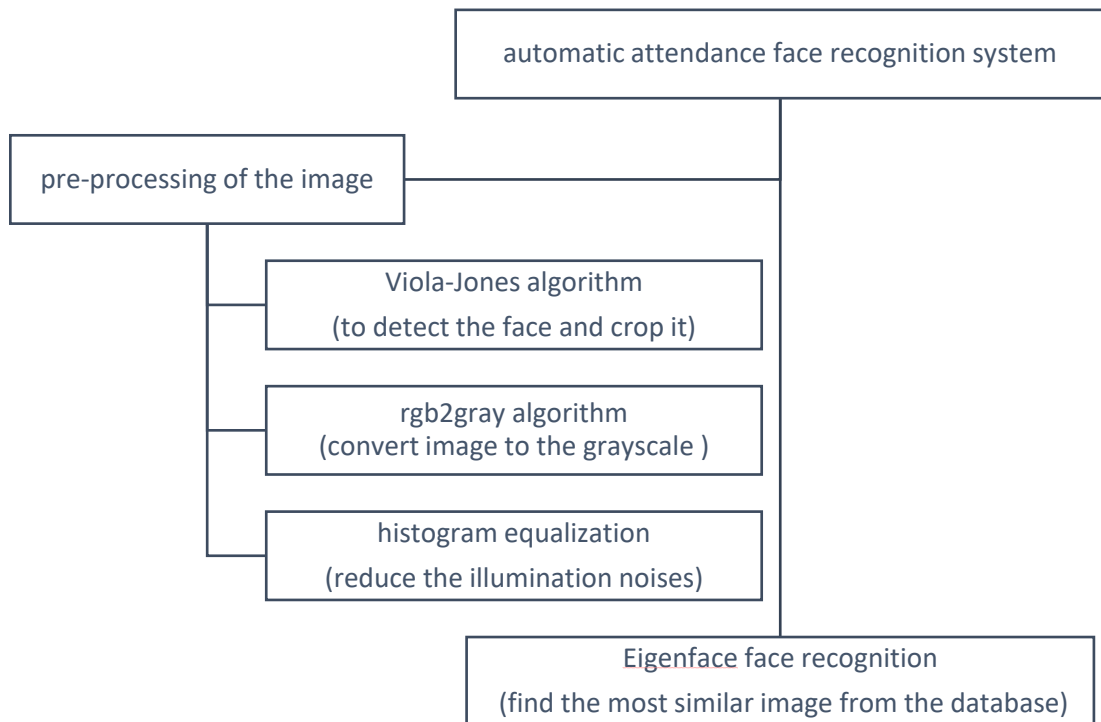 automatic attendance face recognition system
pre-processing of the image
Viola-Jones algorithm
(to detect the face and crop it)
rgb2gray algorithm
(convert image to the grayscale )
histogram equalization
(reduce the illumination noises)
Eigenface face recognition
(find the most similar image from the database)